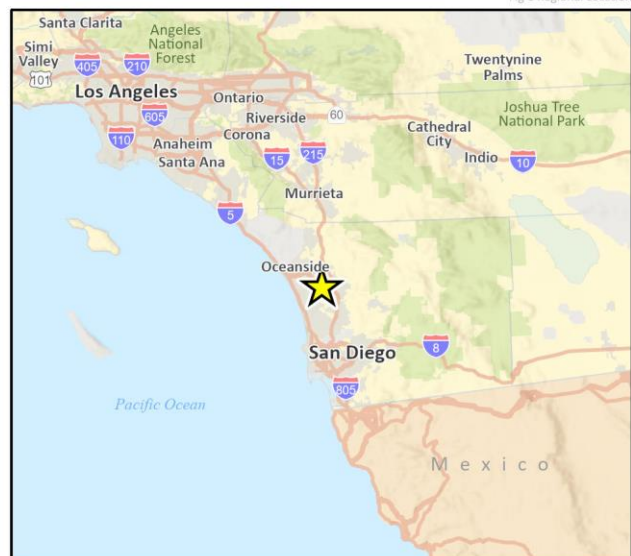 Santa Clarita
Angeles
National
Forest
Simi
Valley
405
210
101
Los Angeles
Ontario
605
Riverside
60
Twentynine
Palms
Joshua Tree
National Park
110
Anaheim
Corona
Santa Ana
15
215
Cathedral
City
Indio
10
Murrieta
5
Oceanside
San Diego
8
805
Pacific Ocean
Mexico